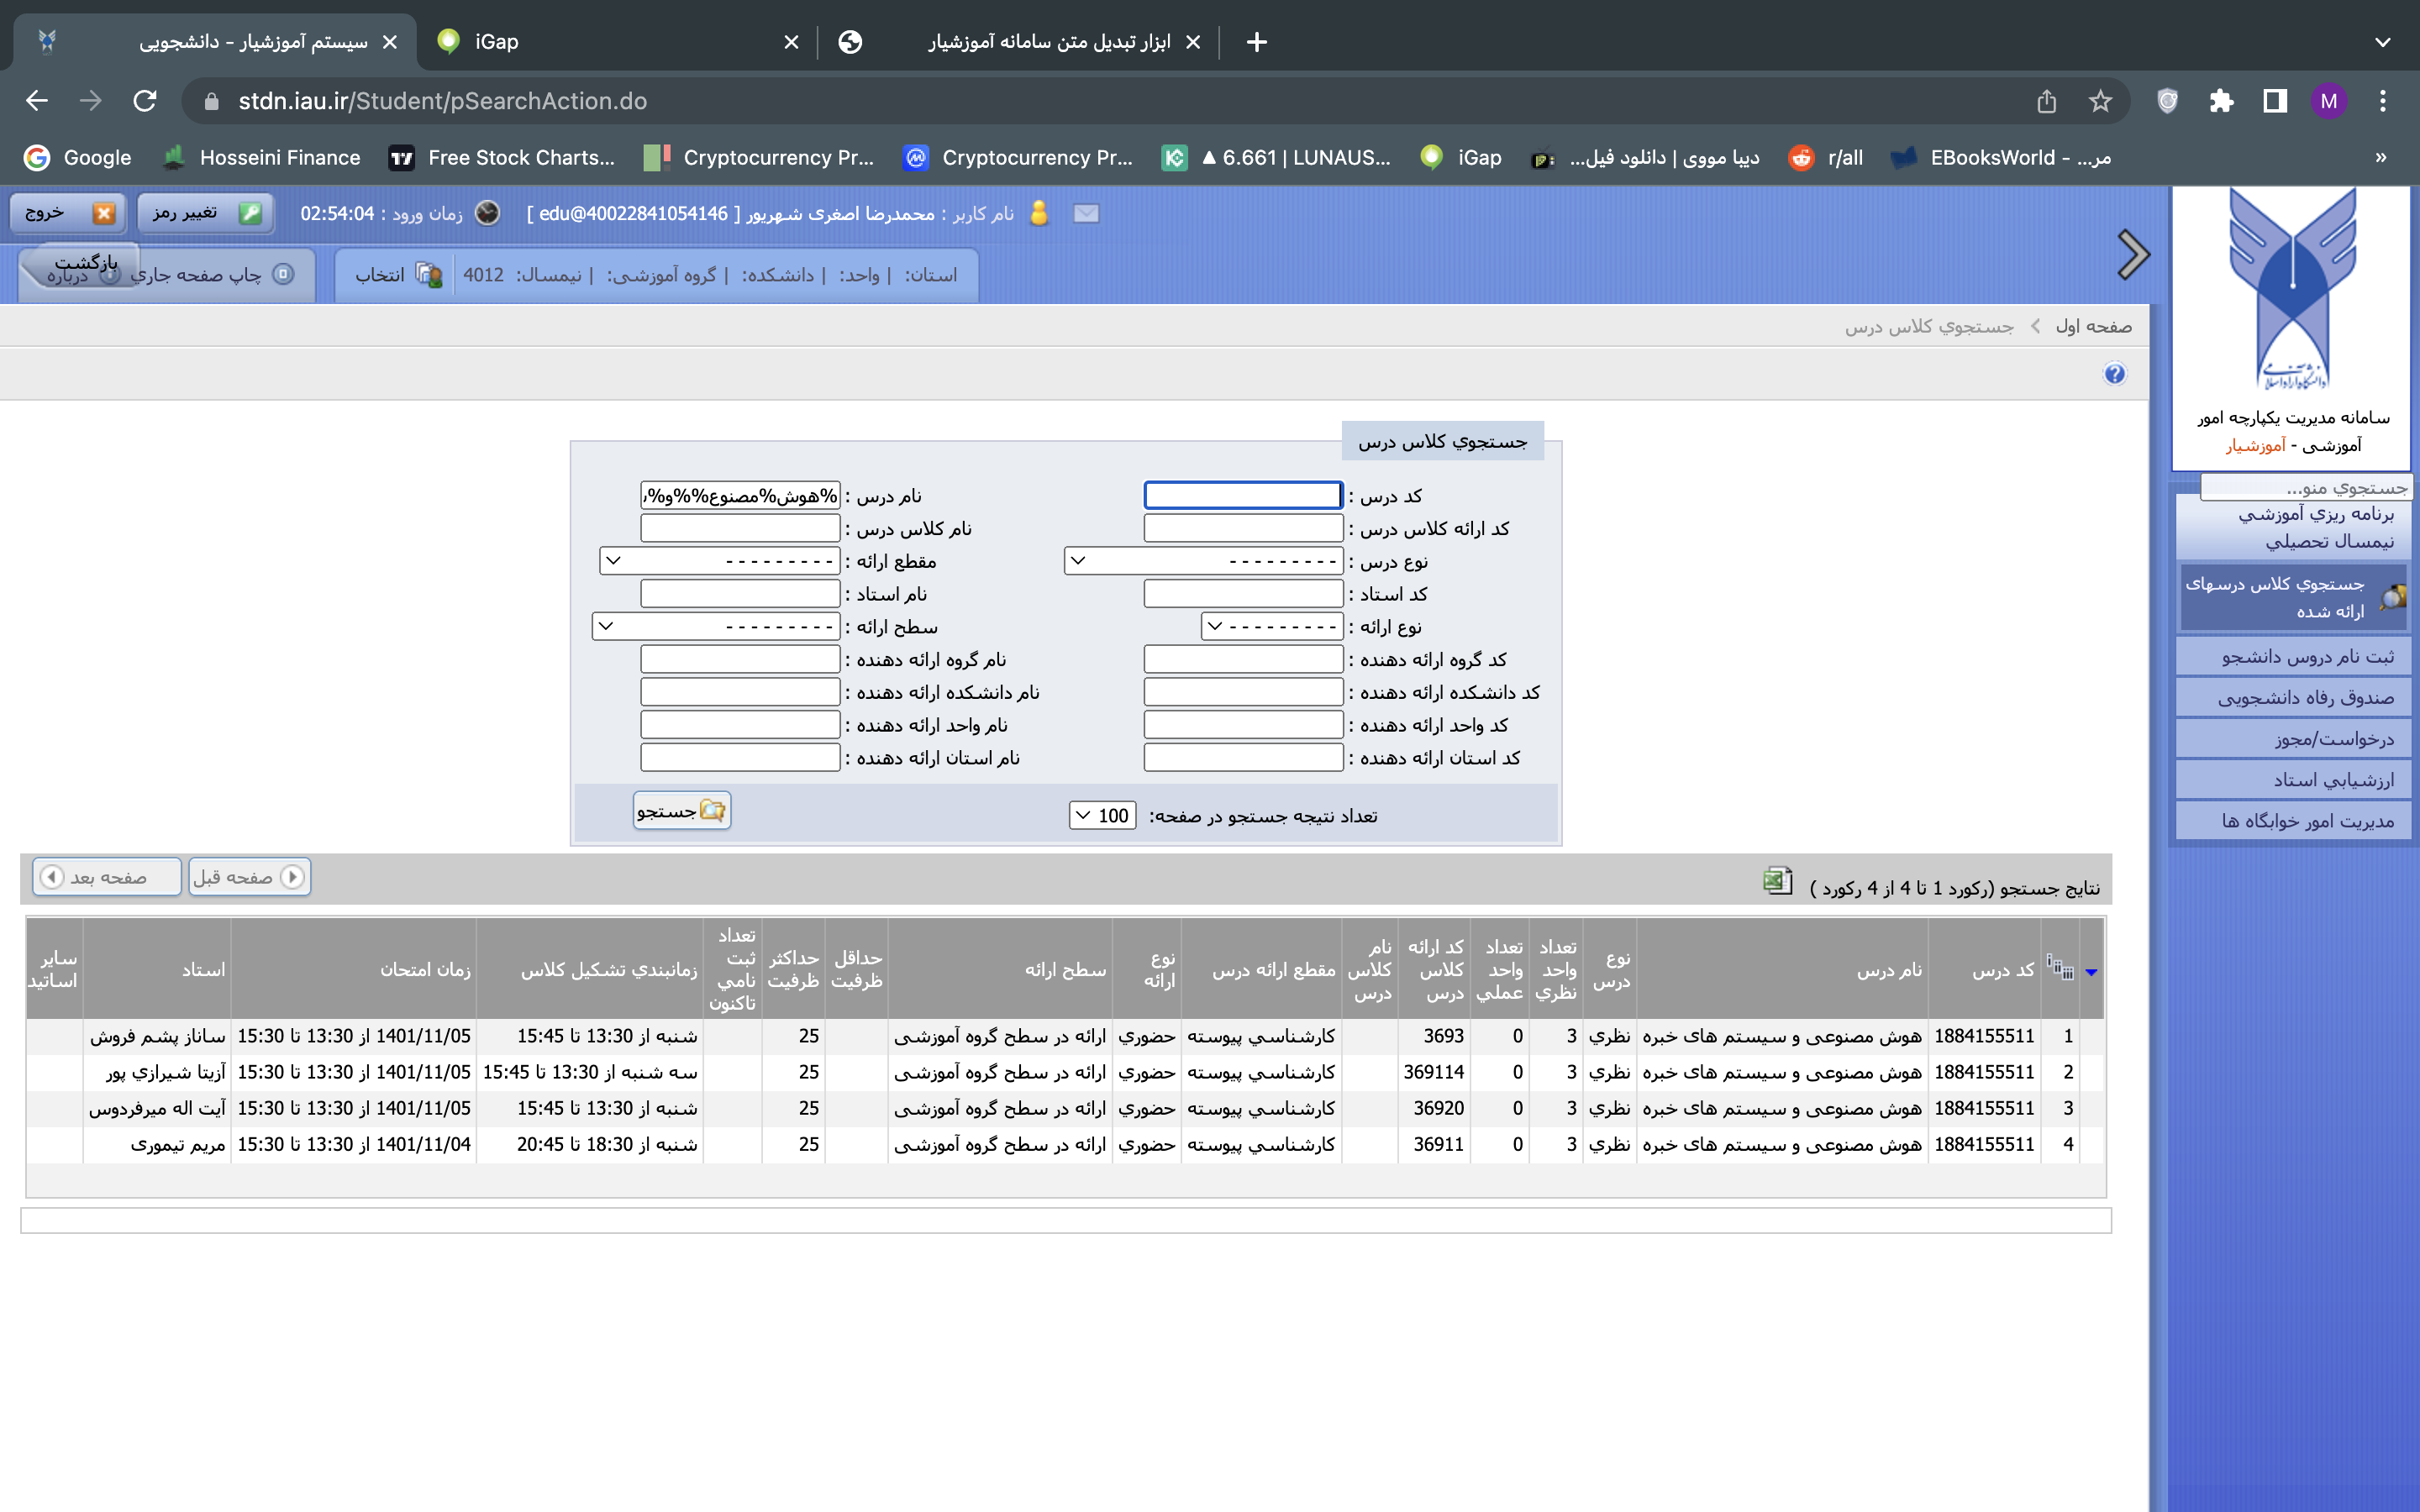 سیستم آموزشیار - دانشجویی
iGap
ابزار تبدیل متن سامانه آموزشیار
stdn.iau.ir/Student/pSearchAction.do
M
Google
Hosseini Finance
Free Stock Charts...
Cryptocurrency Pr...
Cryptocurrency Pr...
▲ 6.661 | LUNAUS...
iGap
دیبا مووی | دانلود فیل...
r/all
EBooksWorld - مر...
»
نام کاربر : محمدرضا اصغری شهریور [ edu@40022841054146 ]
زمان ورود : 02:54:04
تغییر رمز
خروج
استان: | واحد: | دانشکده: | گروه آموزشی: | نیمسال: 4012
انتخاب
چاپ صفحه جاری
درباره
بازگشت
صفحه اول > جستجوي کلاس درس
سامانه مدیریت یکپارچه امور
آموزشی - آموزشیار
جستجوي منو...
برنامه ريزي آموزشي
نيمسال تحصيلي
جستجوي کلاس درسهای
ارائه شده
ثبت نام دروس دانشجو
صندوق رفاه دانشجویی
درخواست/مجوز
ارزشيابي استاد
مدیریت امور خوابگاه ها
جستجوي کلاس درس
کد درس :
نام درس : %هوش%مصنوع%%و%
کد ارائه کلاس درس :
نام کلاس درس :
نوع درس : ---------
مقطع ارائه : ---------
کد استاد :
نام استاد :
نوع ارائه : ---------
سطح ارائه : ---------
کد گروه ارائه دهنده :
نام گروه ارائه دهنده :
کد دانشکده ارائه دهنده :
نام دانشکده ارائه دهنده :
کد واحد ارائه دهنده :
نام واحد ارائه دهنده :
کد استان ارائه دهنده :
نام استان ارائه دهنده :
تعداد نتیجه جستجو در صفحه: 100
جستجو
نتایج جستجو (رکورد 1 تا 4 از 4 رکورد )
صفحه قبل
صفحه بعد
کد درس
نام درس
نوع درس
تعداد واحد نظري
تعداد واحد عملي
کد ارائه کلاس درس
نام کلاس درس
مقطع ارائه درس
نوع ارائه
سطح ارائه
حداقل ظرفيت
حداکثر ظرفيت
تعداد ثبت نامي تاکنون
زمانبندي تشکيل کلاس
زمان امتحان
استاد
سایر اساتید
1 1884155511 هوش مصنوعی و سیستم های خبره نظري 3 0 3693 کارشناسي پيوسته حضوري ارائه در سطح گروه آموزشی 25 شنبه از 13:30 تا 15:45 1401/11/05 از 13:30 تا 15:30 ساناز پشم فروش
2 1884155511 هوش مصنوعی و سیستم های خبره نظري 3 0 369114 کارشناسي پيوسته حضوري ارائه در سطح گروه آموزشی 25 سه شنبه از 13:30 تا 15:45 1401/11/05 از 13:30 تا 15:30 آزيتا شيرازي پور
3 1884155511 هوش مصنوعی و سیستم های خبره نظري 3 0 36920 کارشناسي پيوسته حضوري ارائه در سطح گروه آموزشی 25 شنبه از 13:30 تا 15:45 1401/11/05 از 13:30 تا 15:30 آیت اله میرفردوس
4 1884155511 هوش مصنوعی و سیستم های خبره نظري 3 0 36911 کارشناسي پيوسته حضوري ارائه در سطح گروه آموزشی 25 شنبه از 18:30 تا 20:45 1401/11/04 از 13:30 تا 15:30 مریم تیموری